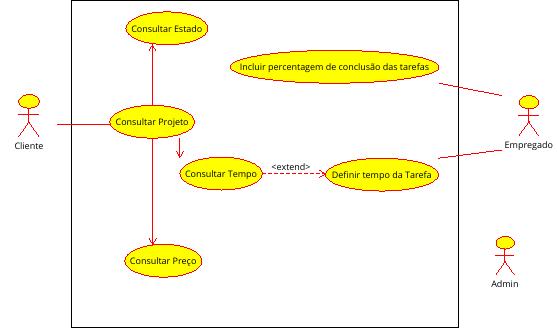 Consultar Estado
Incluir percentagem de conclusão das tarefas
Consultar Projeto
Cliente
Empregado
<extend>
Consultar Tempo
Definir tempo da Tarefa
Consultar Preço
Admin